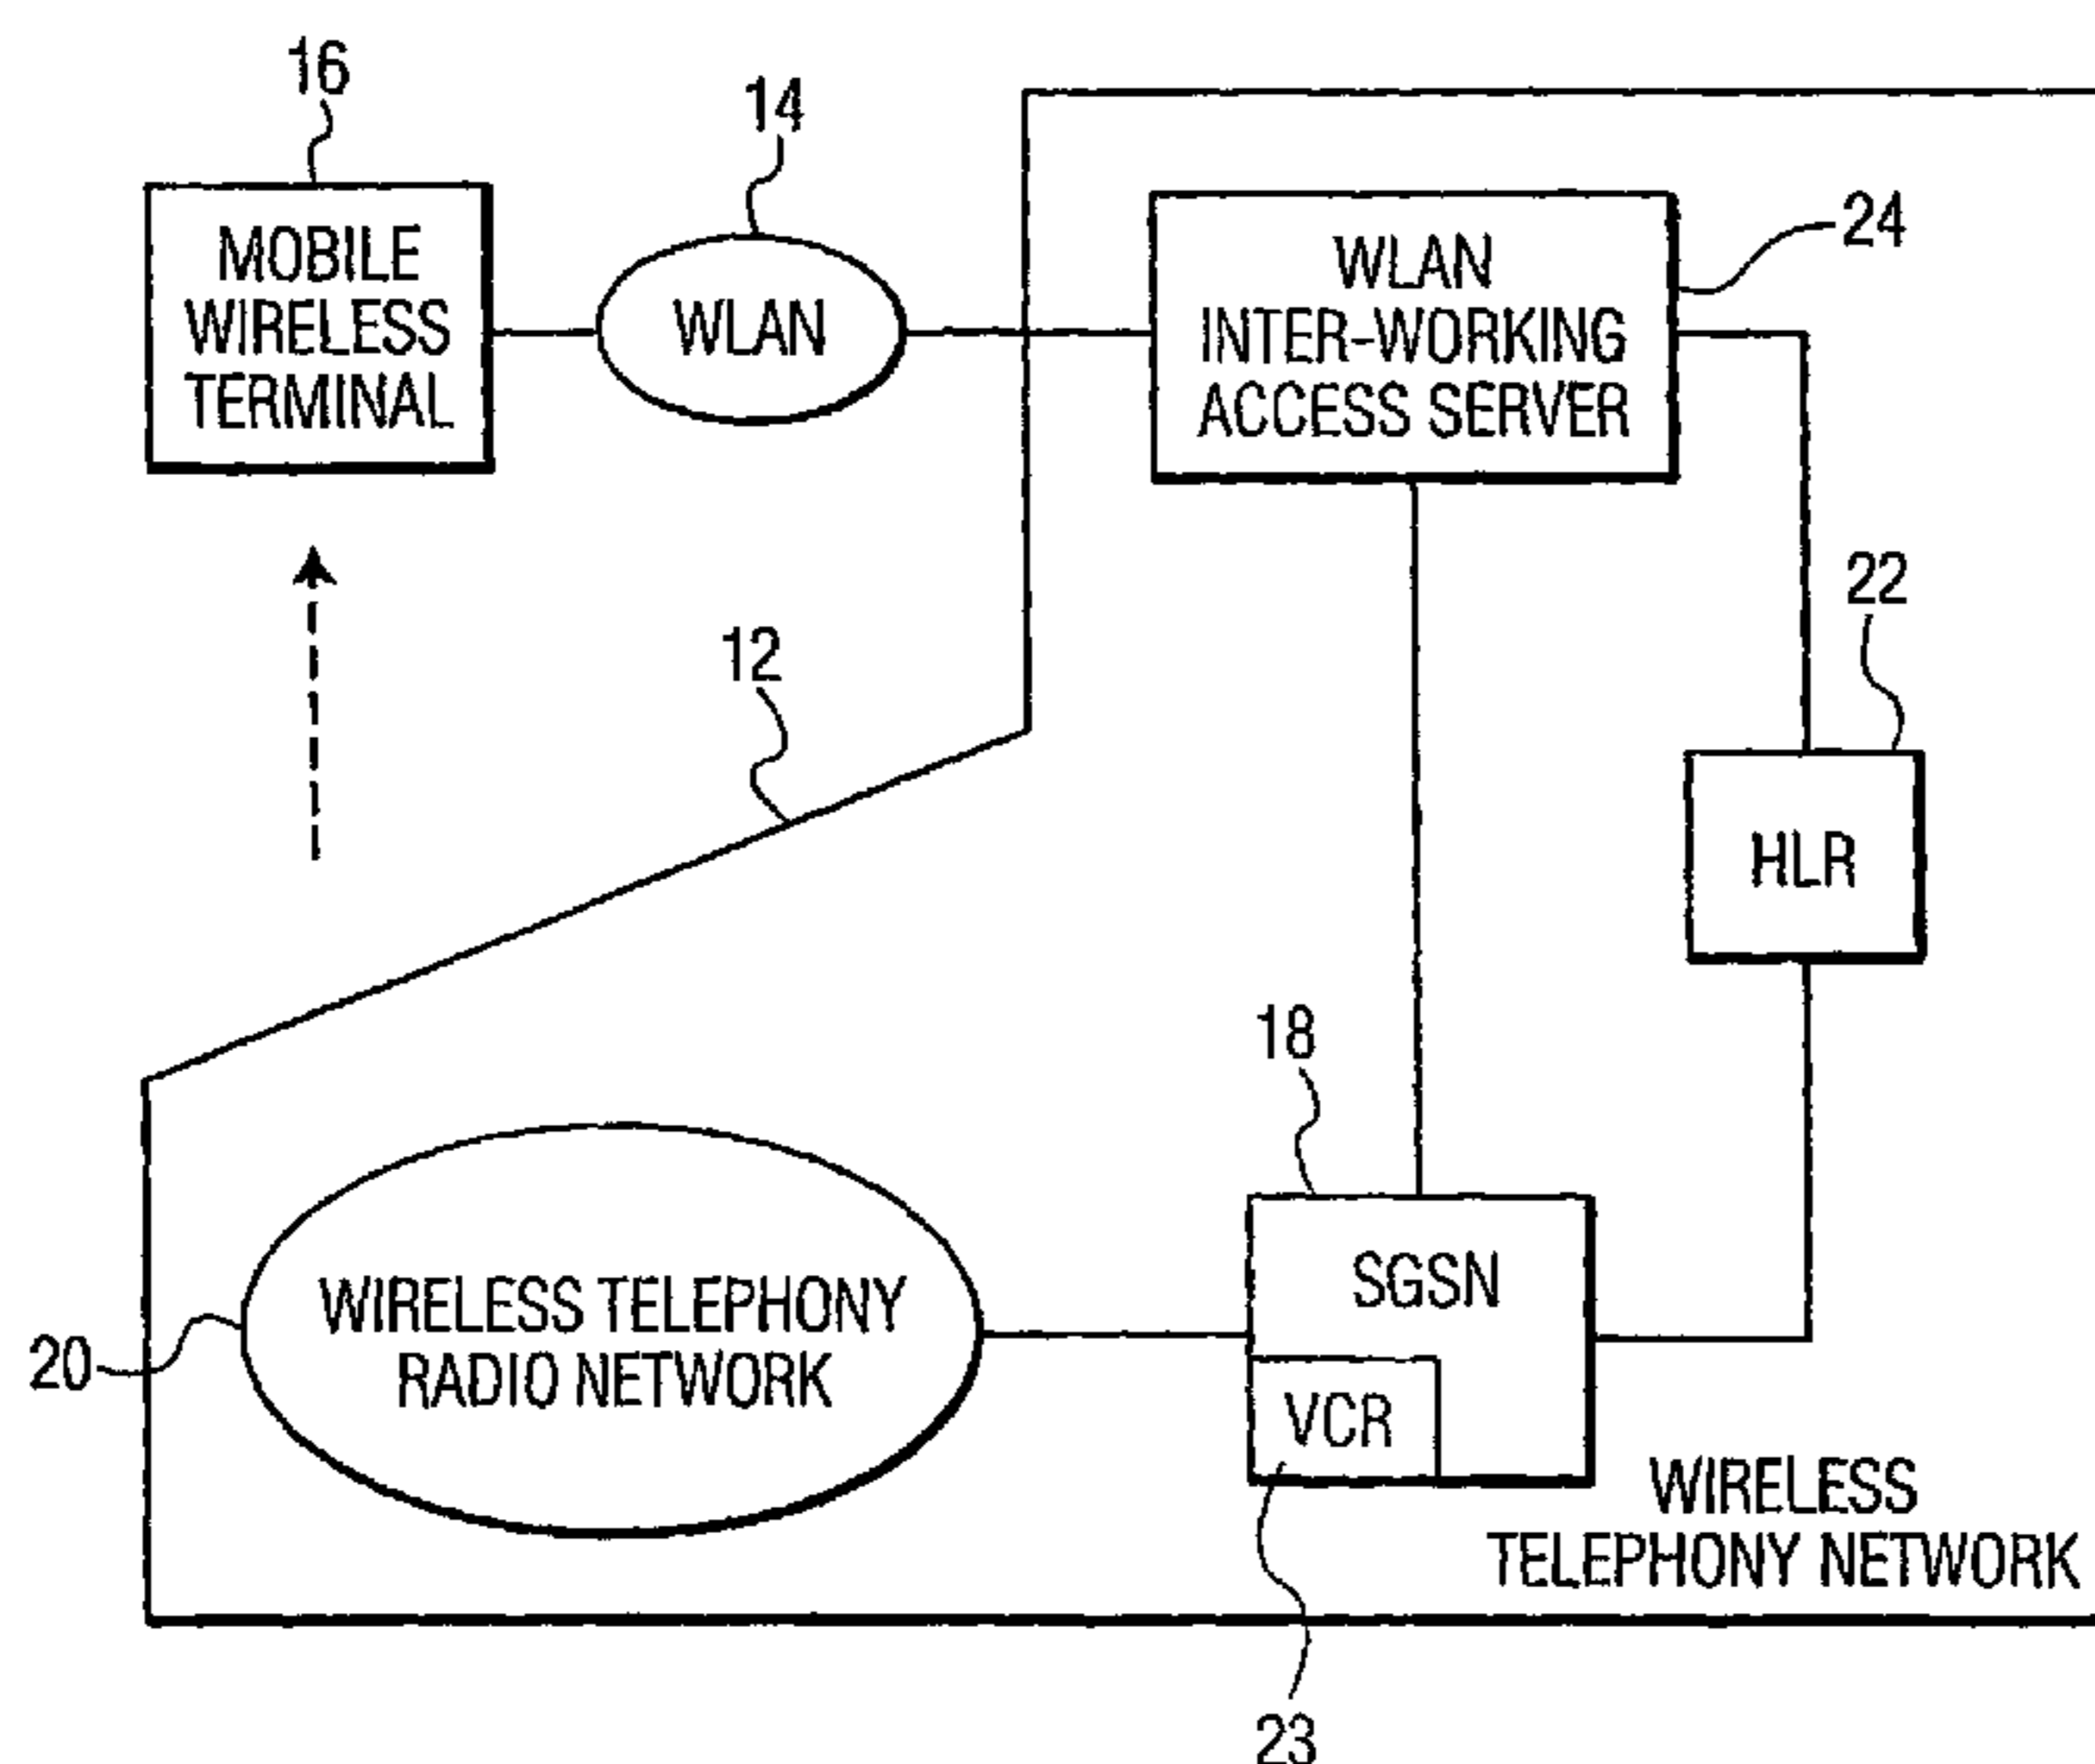 16
14
MOBILE
WIRELESS
TERMINAL
WLAN
WLAN
INTER-WORKING
ACCESS SERVER
24
12
22
HLR
18
20
WIRELESS TELEPHONY
RADIO NETWORK
SGSN
VCR
WIRELESS
TELEPHONY NETWORK
23